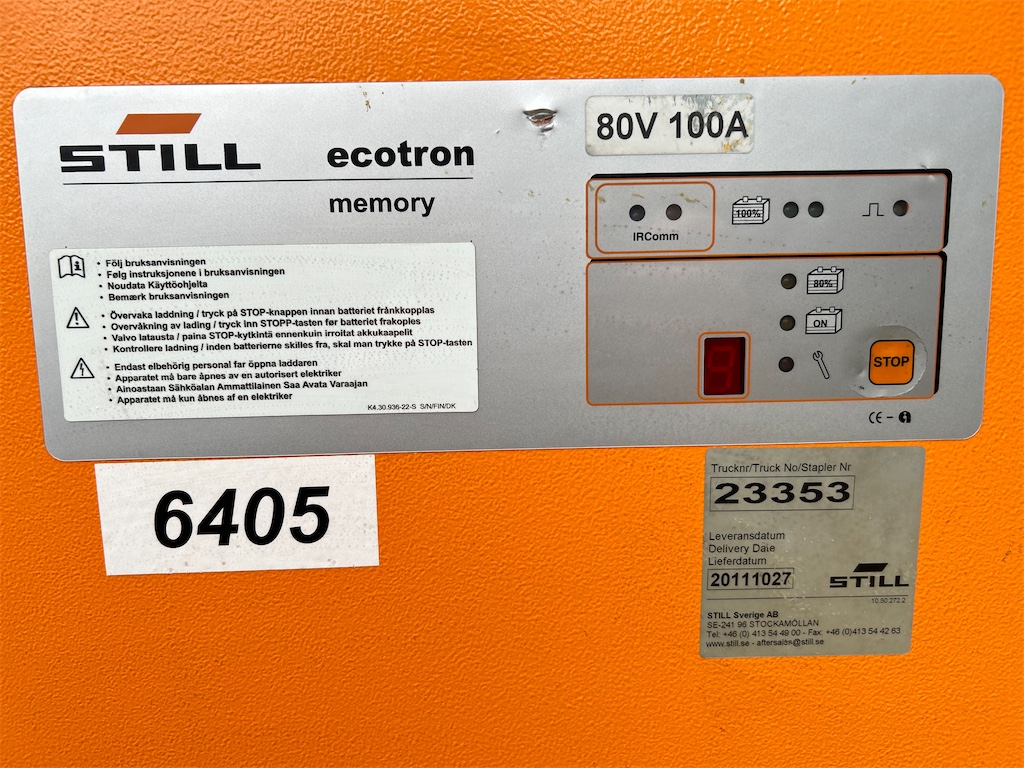 STILL
ecotron
memory
80V 100A
IRComm
100%
80%
ON
STOP
CE
• Följ bruksanvisningen
• Følg instruksjonene i bruksanvisningen
• Noudata Käyttöohjelta
• Bemærk bruksanvisningen
• Övervaka laddning / tryck på STOP-knappen innan batteriet frånkkopplas
• Overvåkning av lading / tryck inn STOPP-tasten før batteriet frakoples
• Valvo latausta / paina STOP-kytkintä ennenkuin irroitat akkukaapelit
• Kontrollere ladning / inden batterierne skilles fra, skal man trykke på STOP-tasten
• Endast elbehörig personal far öppna laddaren
• Apparatet må bare åpnes av en autorisert elektriker
• Ainoastaan Sähköalan Ammattilainen Saa Avata Varaajan
• Apparatet må kun åbnes af en elektriker
K4.30.936-22-S S/N/FIN/DK
6405
Trucknr/Truck No/Stapler Nr
23353
Leveransdatum
Delivery Date
Lieferdatum
20111027
STILL
10.50.272.2
STILL Sverige AB
SE-241 96 STOCKAMÖLLAN
Tel: +46 (0) 413 54 49 00 - Fax: +46 (0)413 54 42 63
www.still.se - aftersales@still.se